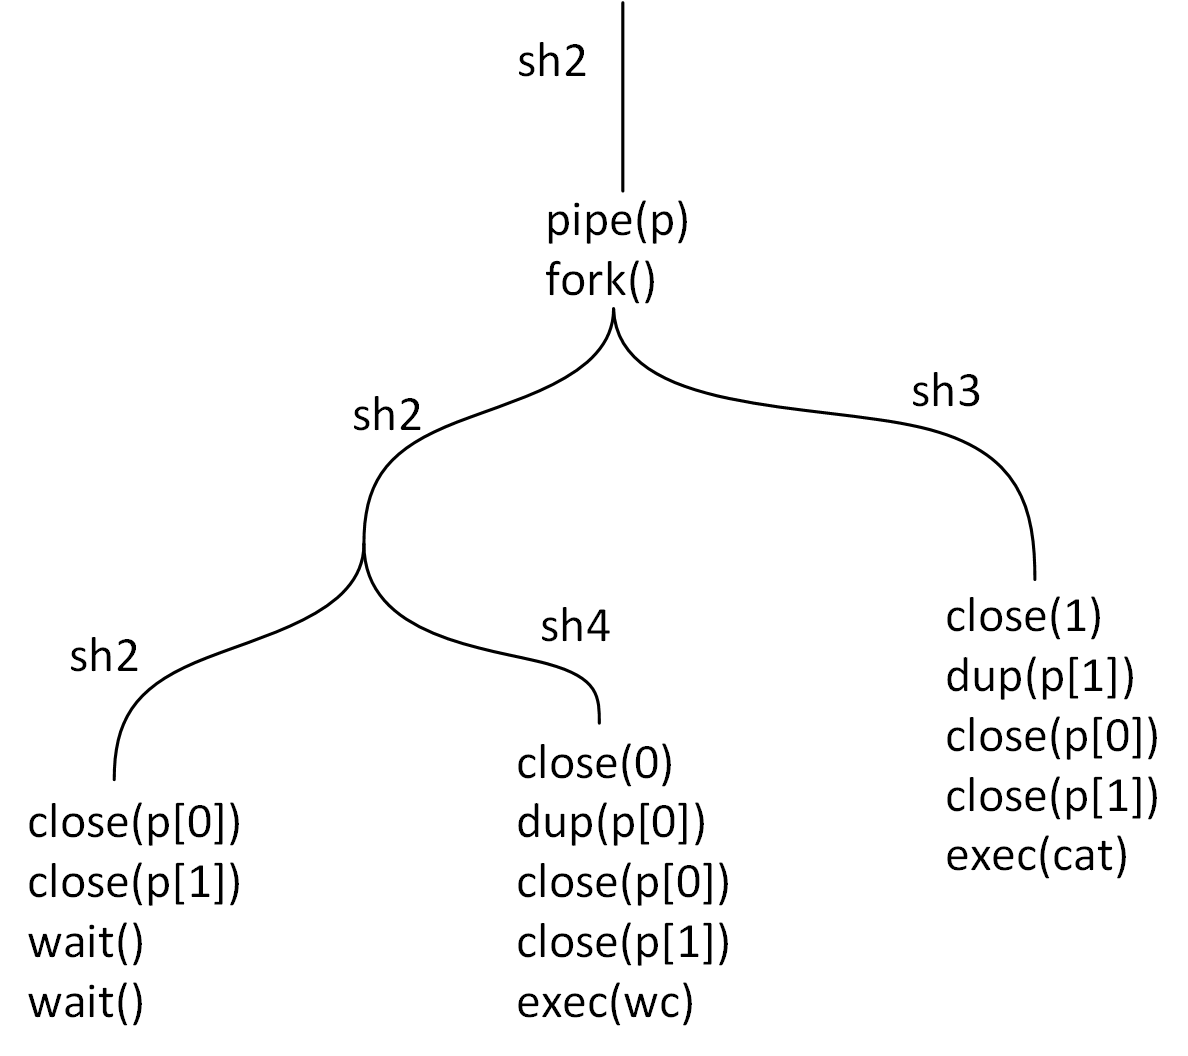 sh2
pipe(p)
fork()
sh2
sh3
sh2
sh4
close(p[0])
close(p[1])
wait()
wait()
close(0)
dup(p[0])
close(p[0])
close(p[1])
exec(wc)
close(1)
dup(p[1])
close(p[0])
close(p[1])
exec(cat)